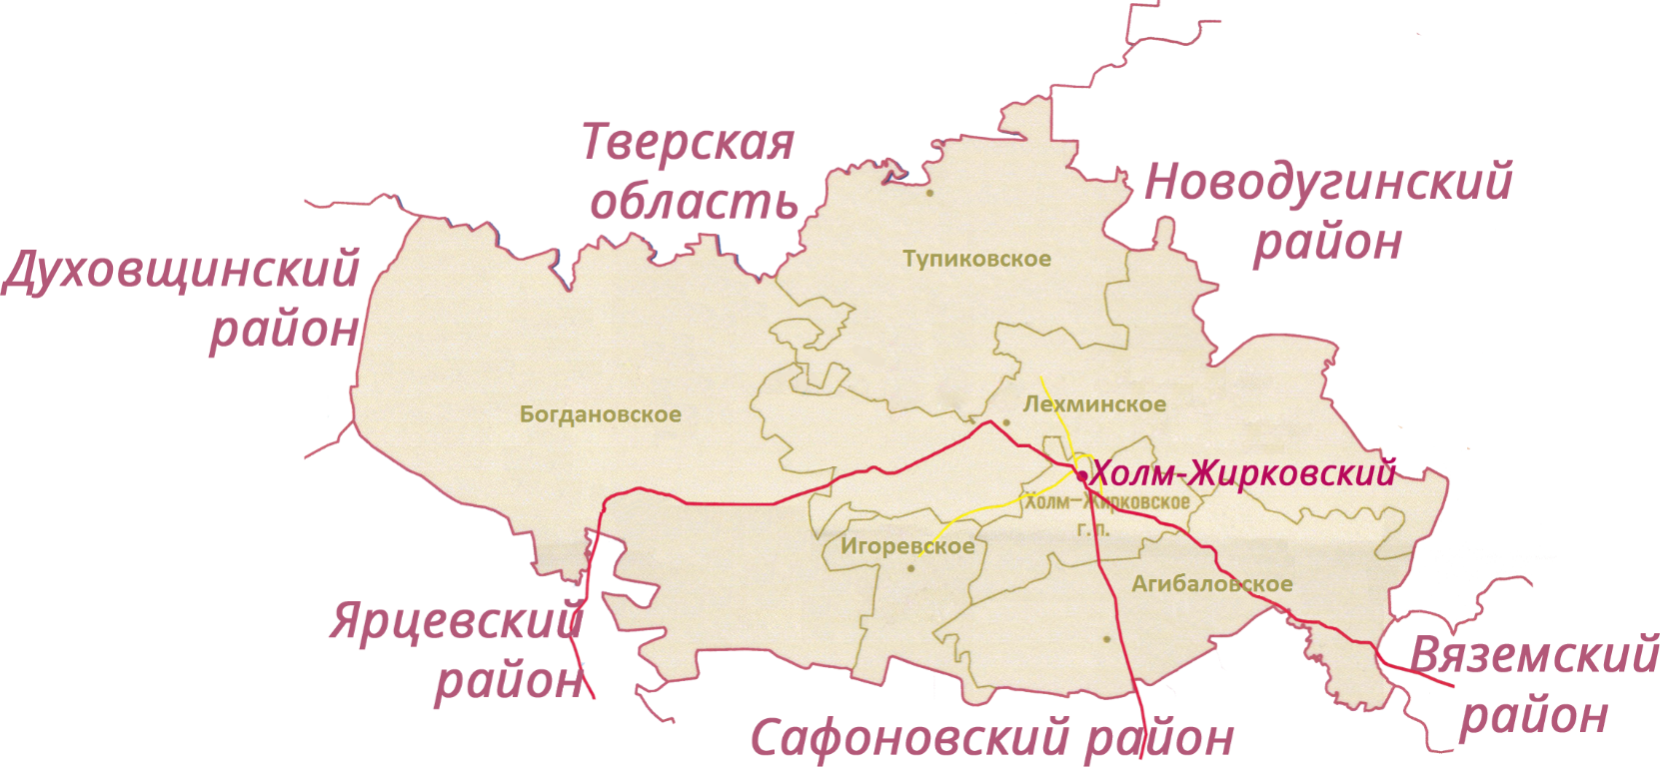 Тверская
область
Новодугинский
район
Духовщинский
район
Тупиковское
Богдановское
Лехминское
Холм-Жирковский
Холм-Жирковское
г.п.
Игоревское
Агибаловское
Ярцевский
район
Вяземский
район
Сафоновский район